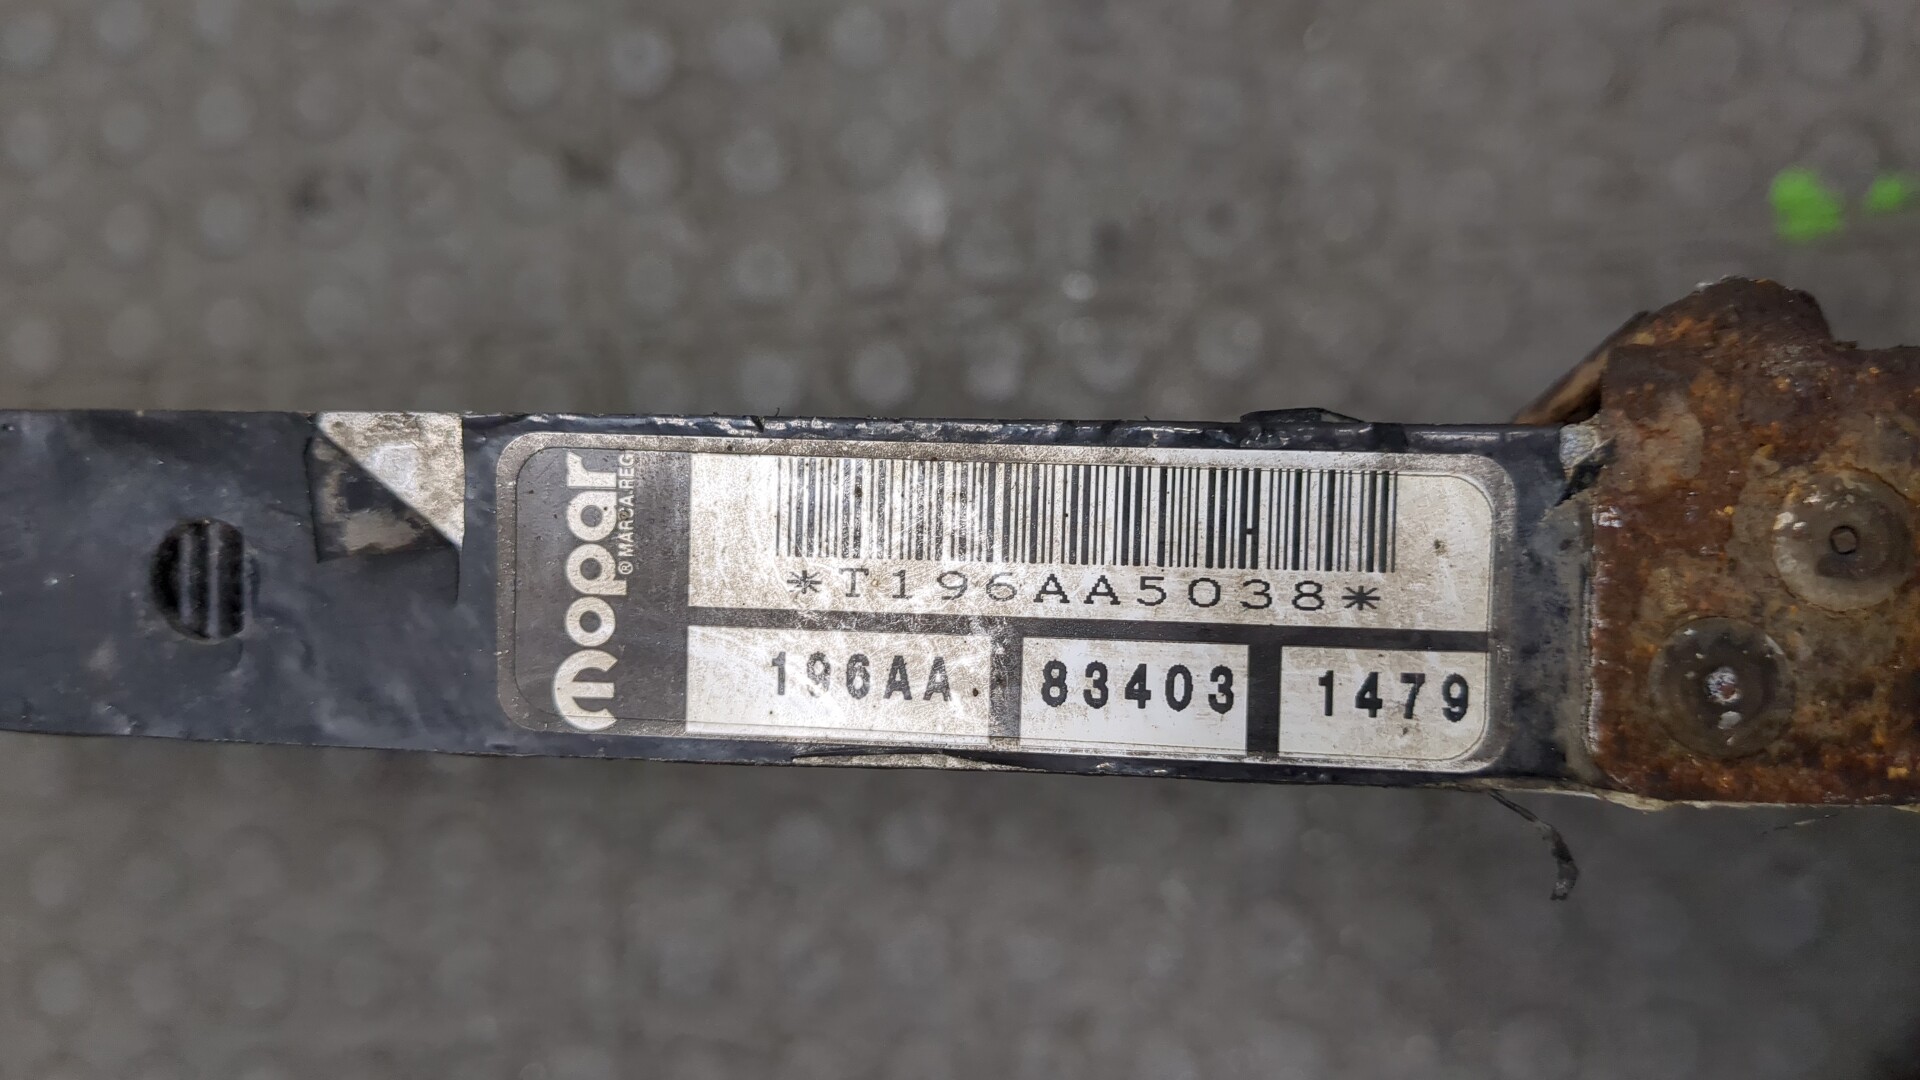 mopar
® MARCA.REG
*T196AA5038*
196AA 83403 1479